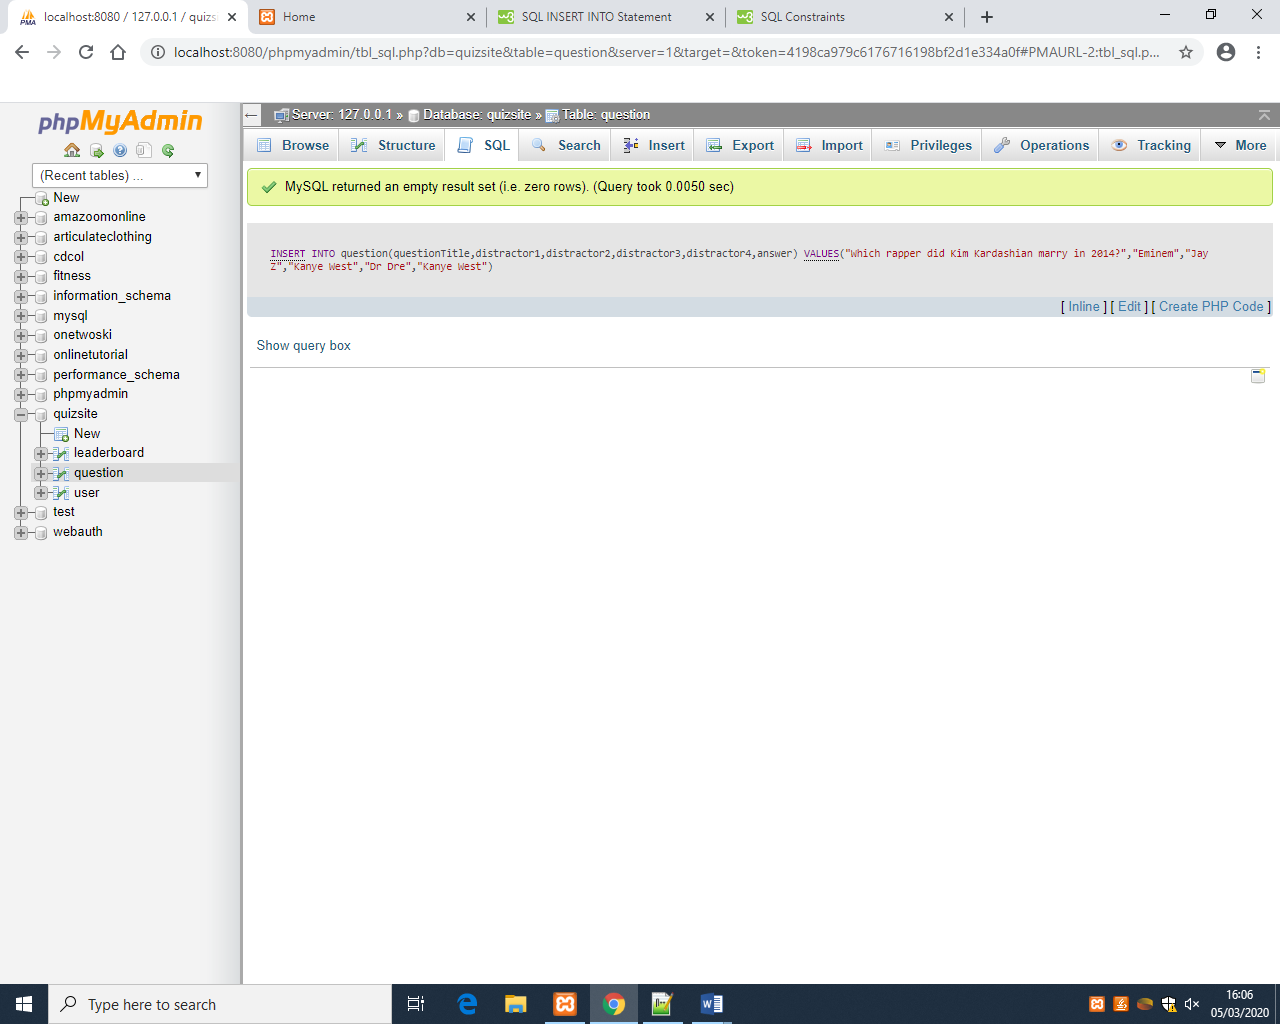 localhost:8080 / 127.0.0.1 / quizs
Home
SQL INSERT INTO Statement
SQL Constraints
localhost:8080/phpmyadmin/tbl_sql.php?db=quizsite&table=question&server=1&target=&token=4198ca979c6176716198bf2d1e334a0f#PMAURL-2:tbl_sql.p...
phpMyAdmin
(Recent tables) ...
New
amazoomonline
articulateclothing
cdcol
fitness
information_schema
mysql
onetwoski
onlinetutorial
performance_schema
phpmyadmin
quizsite
New
leaderboard
question
user
test
webauth
Server: 127.0.0.1 » Database: quizsite » Table: question
Browse Structure SQL Search Insert Export Import Privileges Operations Tracking More
MySQL returned an empty result set (i.e. zero rows). (Query took 0.0050 sec)
INSERT INTO question(questionTitle,distractor1,distractor2,distractor3,distractor4,answer) VALUES("Which rapper did Kim Kardashian marry in 2014?","Eminem","Jay
Z","Kanye West","Dr Dre","Kanye West")
[ Inline ] [ Edit ] [ Create PHP Code ]
Show query box
Type here to search
16:06
05/03/2020